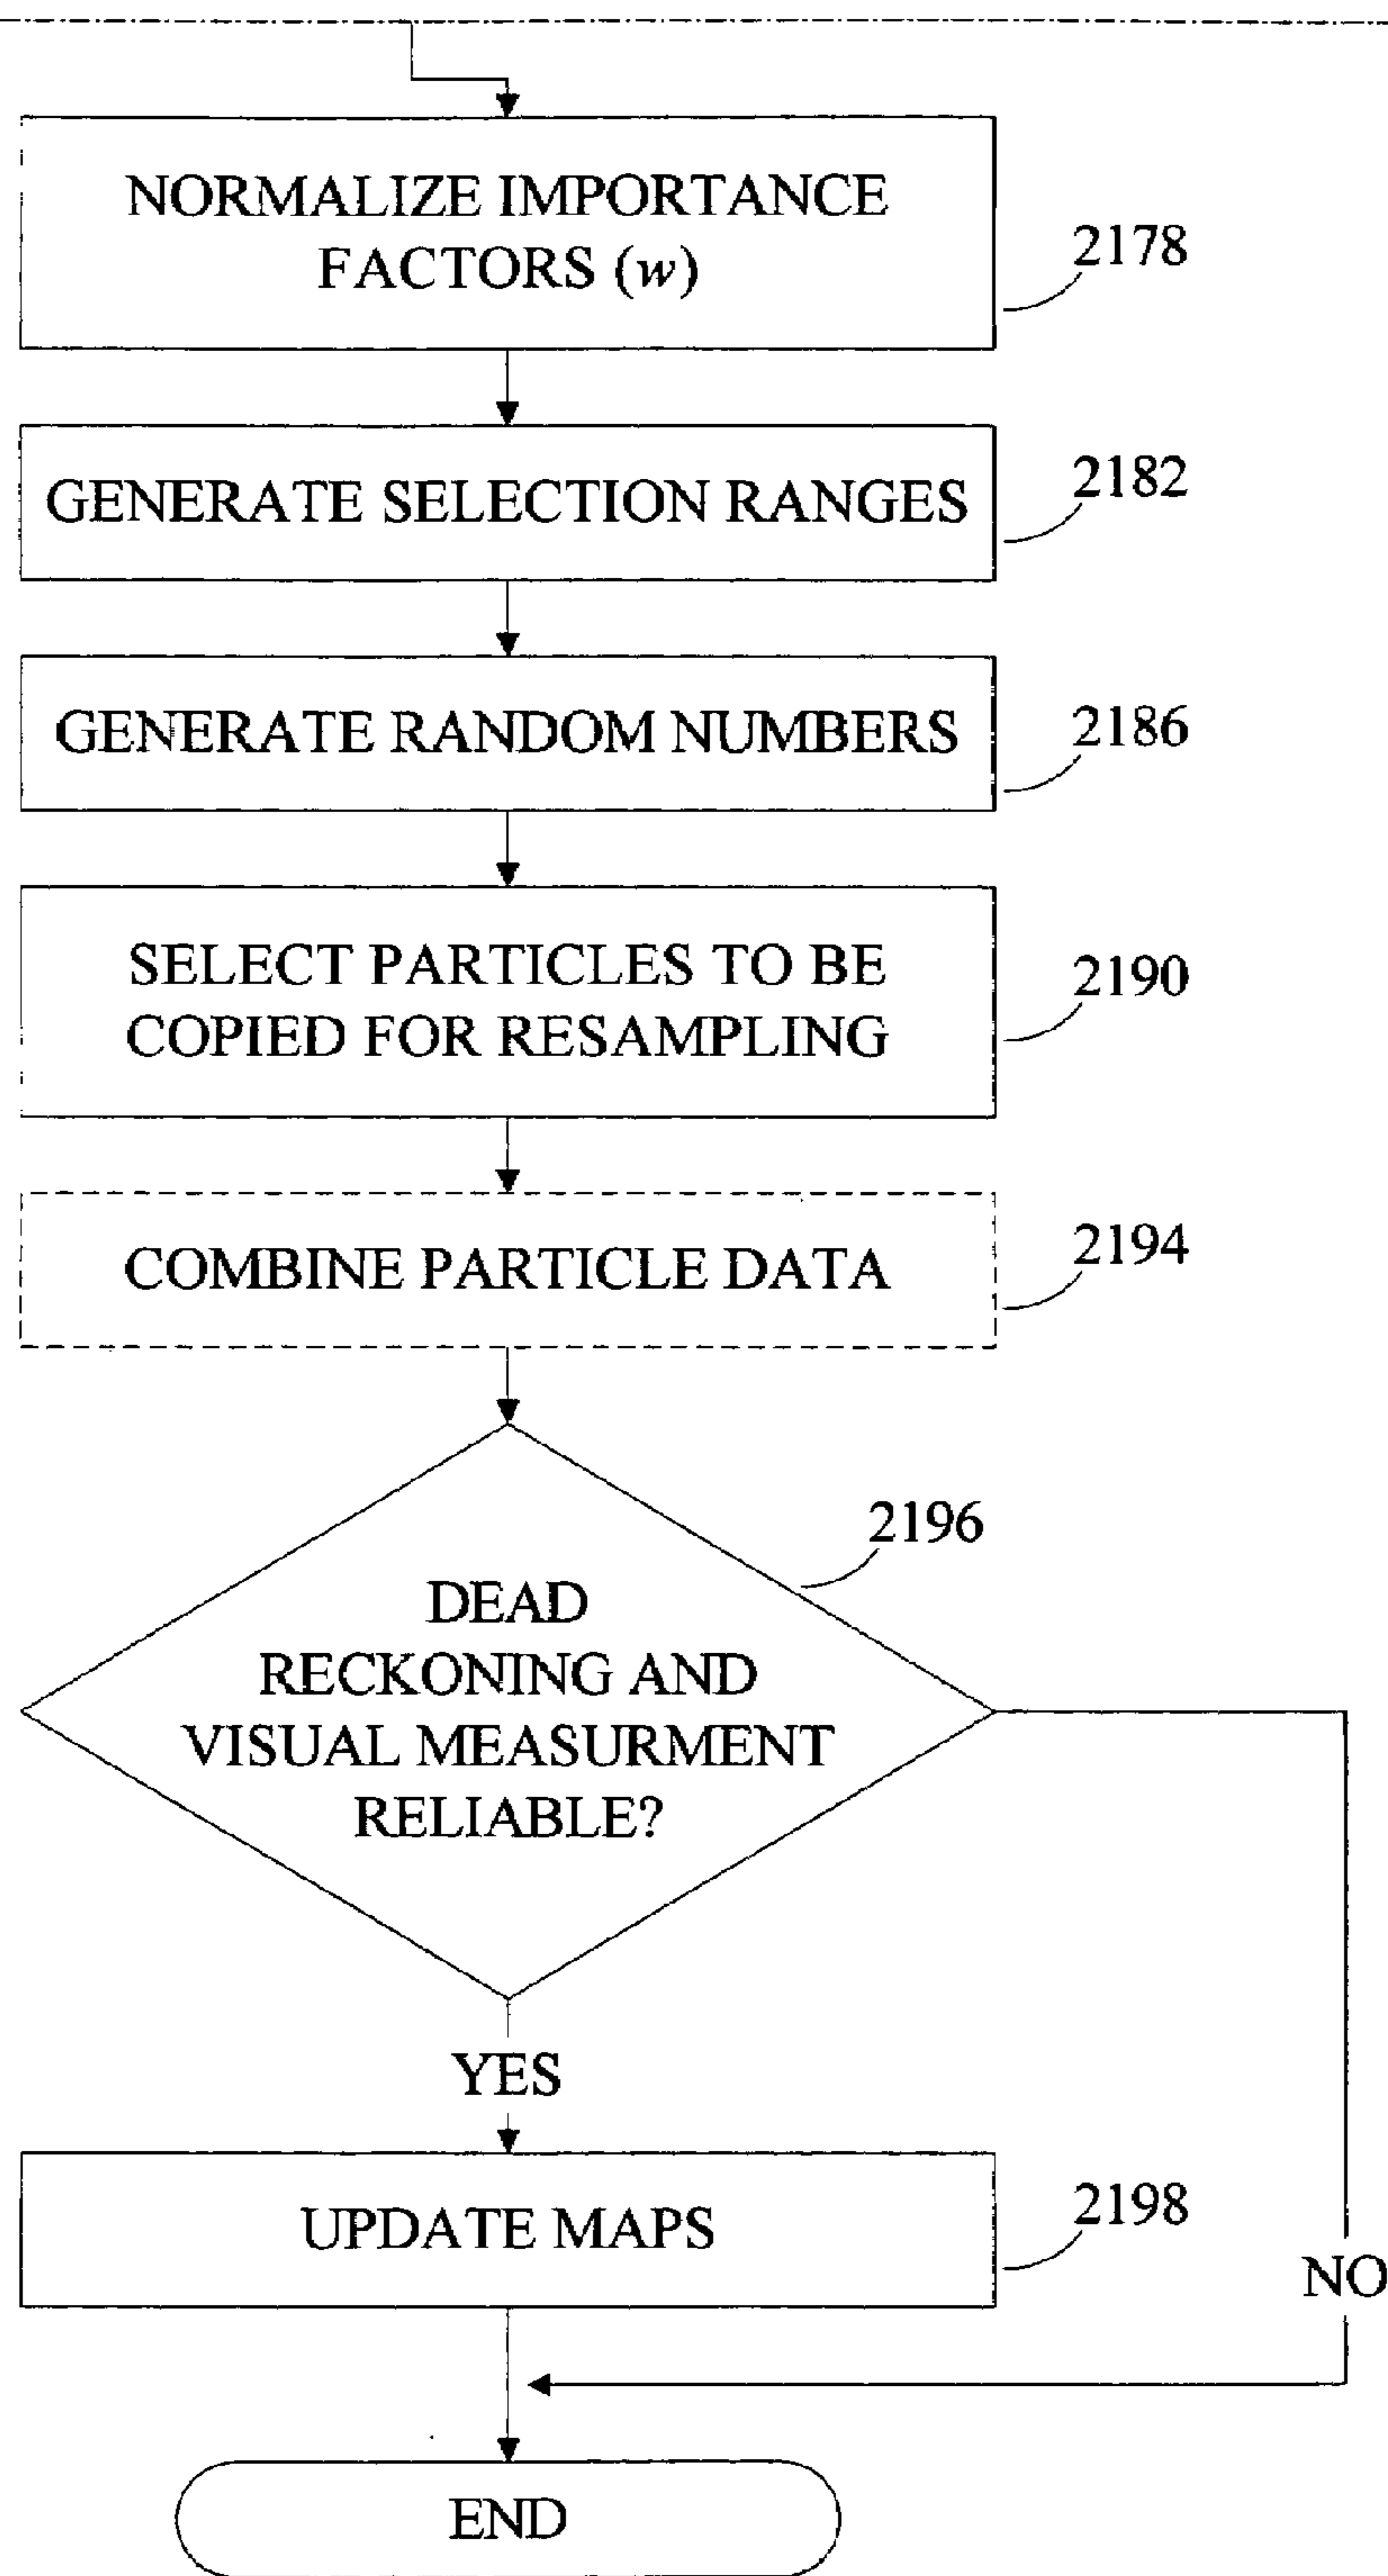 NORMALIZE IMPORTANCE
FACTORS (w)
2178
GENERATE SELECTION RANGES
2182
GENERATE RANDOM NUMBERS
2186
SELECT PARTICLES TO BE
COPIED FOR RESAMPLING
2190
COMBINE PARTICLE DATA
2194
2196
DEAD
RECKONING AND
VISUAL MEASURMENT
RELIABLE?
YES
UPDATE MAPS
2198
NO
END